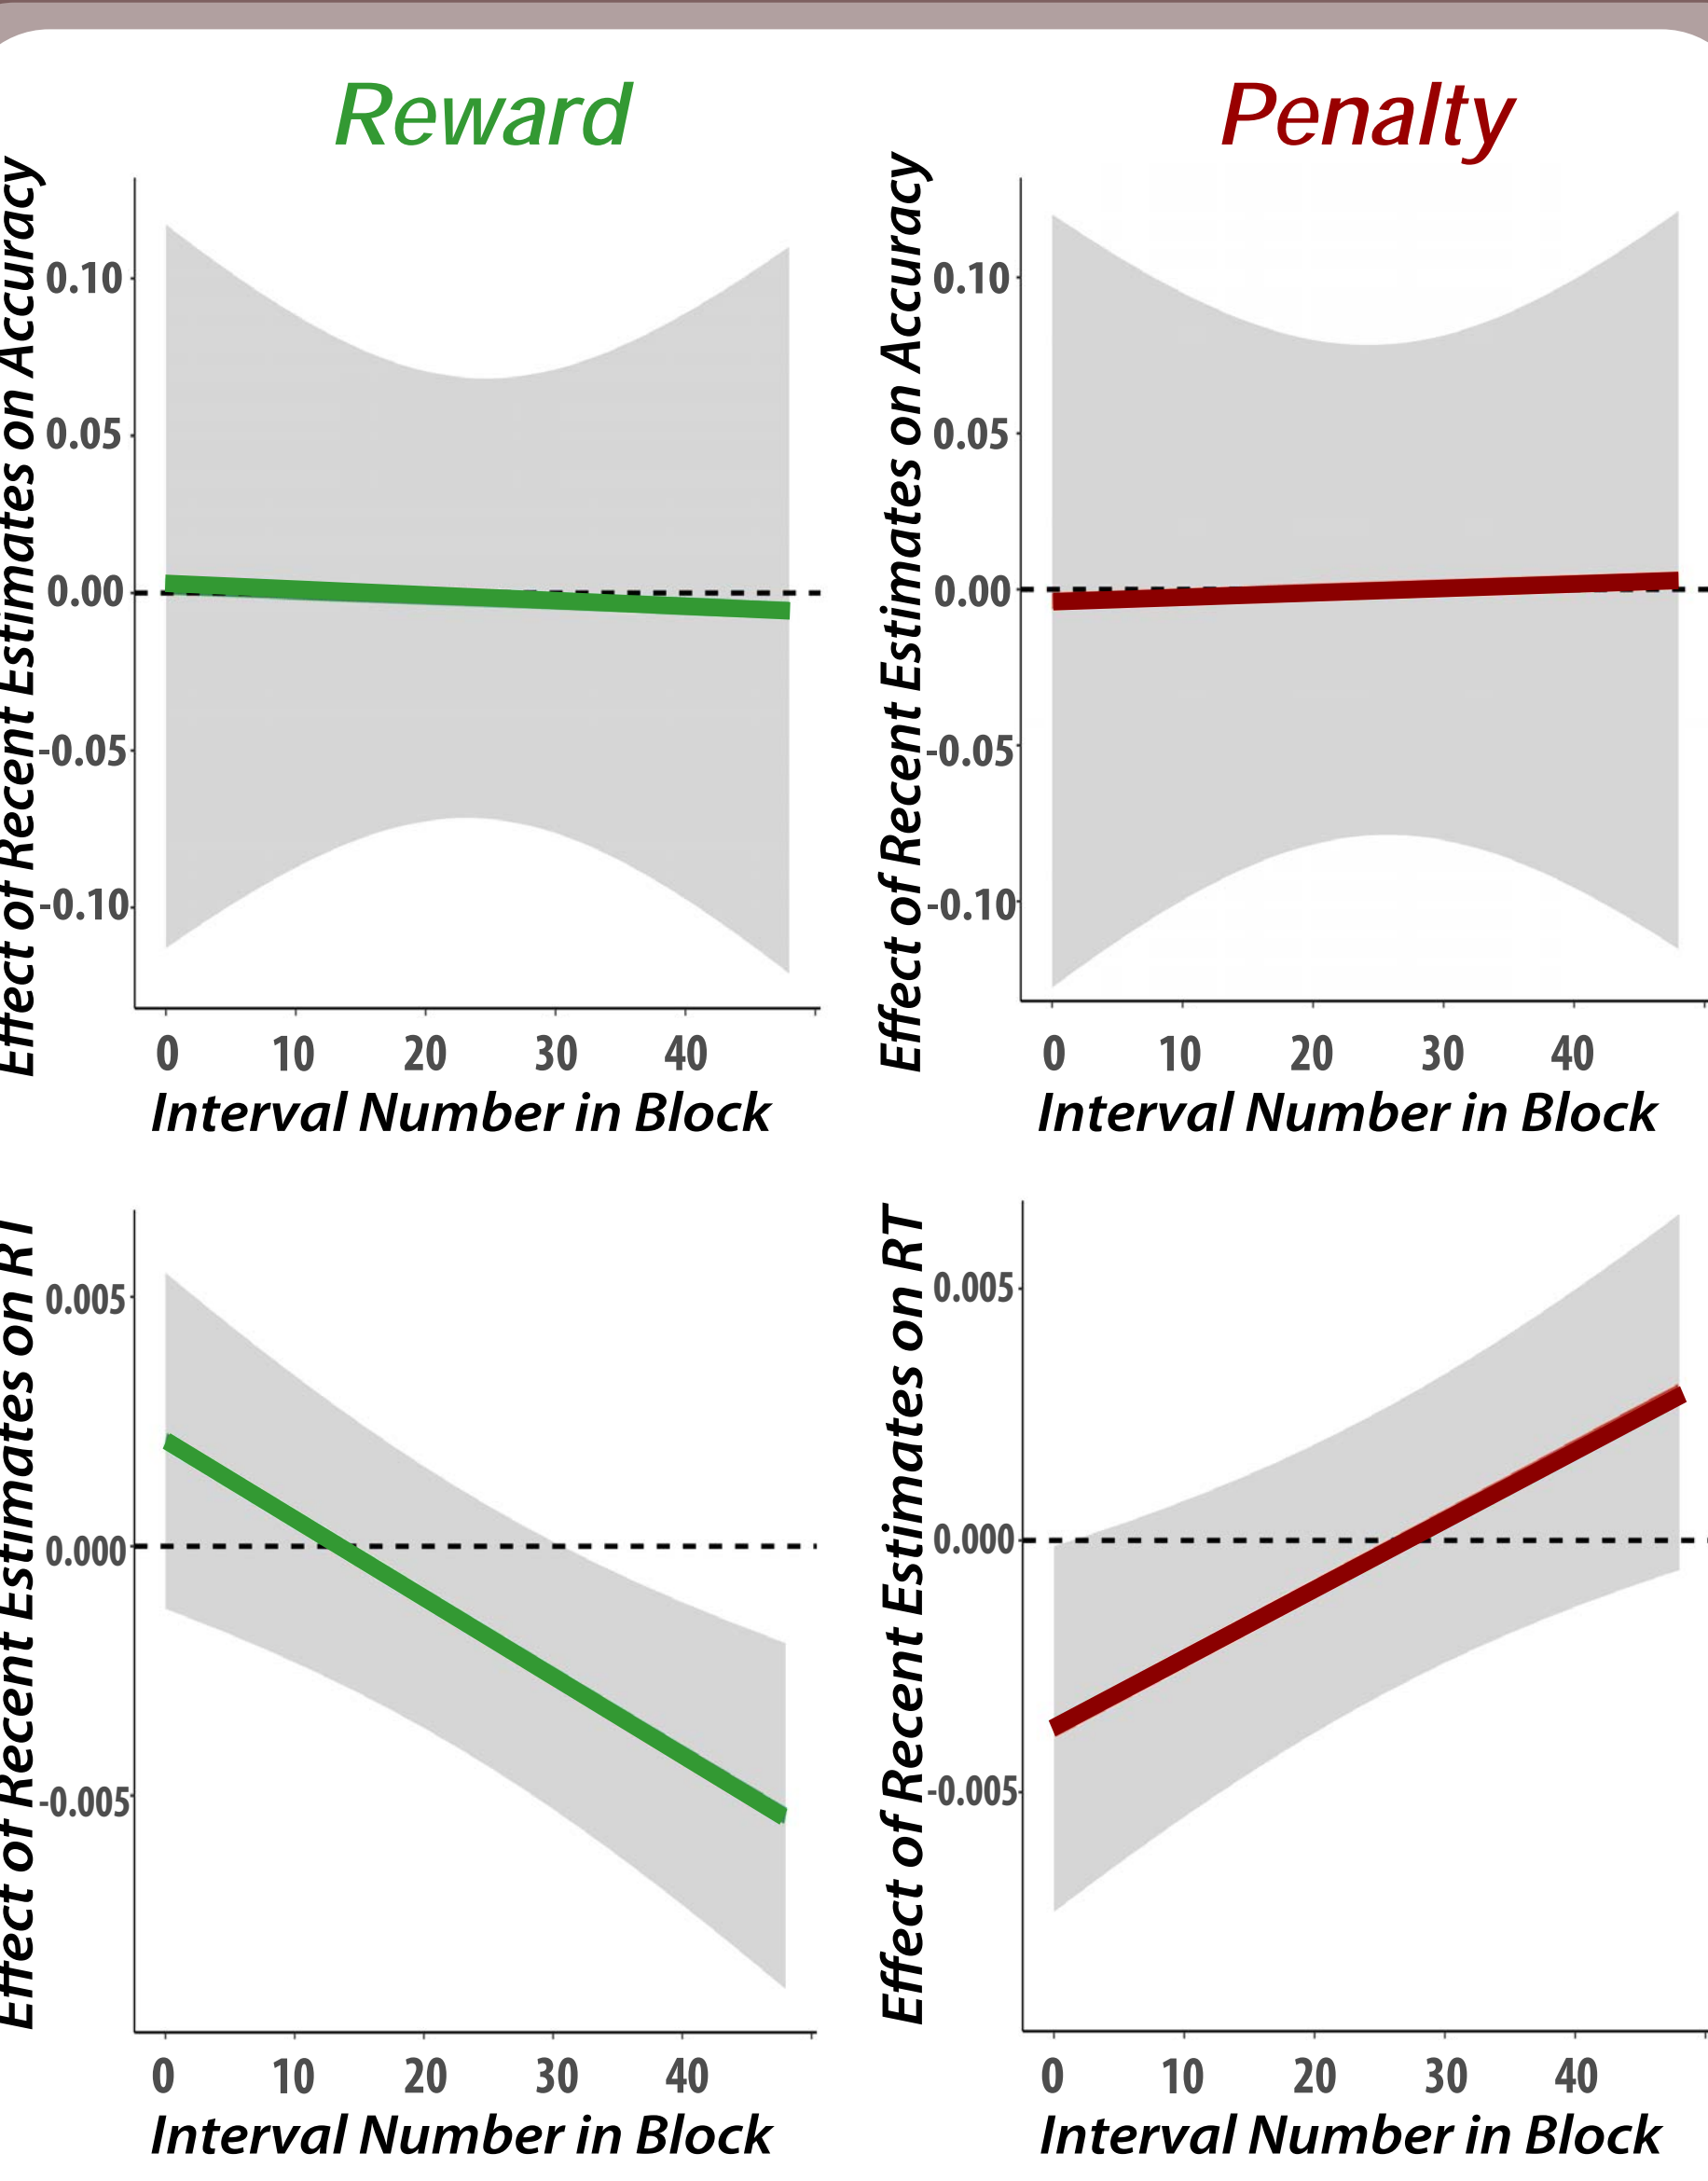 Reward
Penalty
Effect of Recent Estimates on Accuracy
0.10
0.05
0.00
-0.05
-0.10
0 10 20 30 40
Interval Number in Block
Effect of Recent Estimates on Accuracy
0.10
0.05
0.00
-0.05
-0.10
0 10 20 30 40
Interval Number in Block
Effect of Recent Estimates on RT
0.005
0.000
-0.005
0 10 20 30 40
Interval Number in Block
Effect of Recent Estimates on RT
0.005
0.000
-0.005
0 10 20 30 40
Interval Number in Block